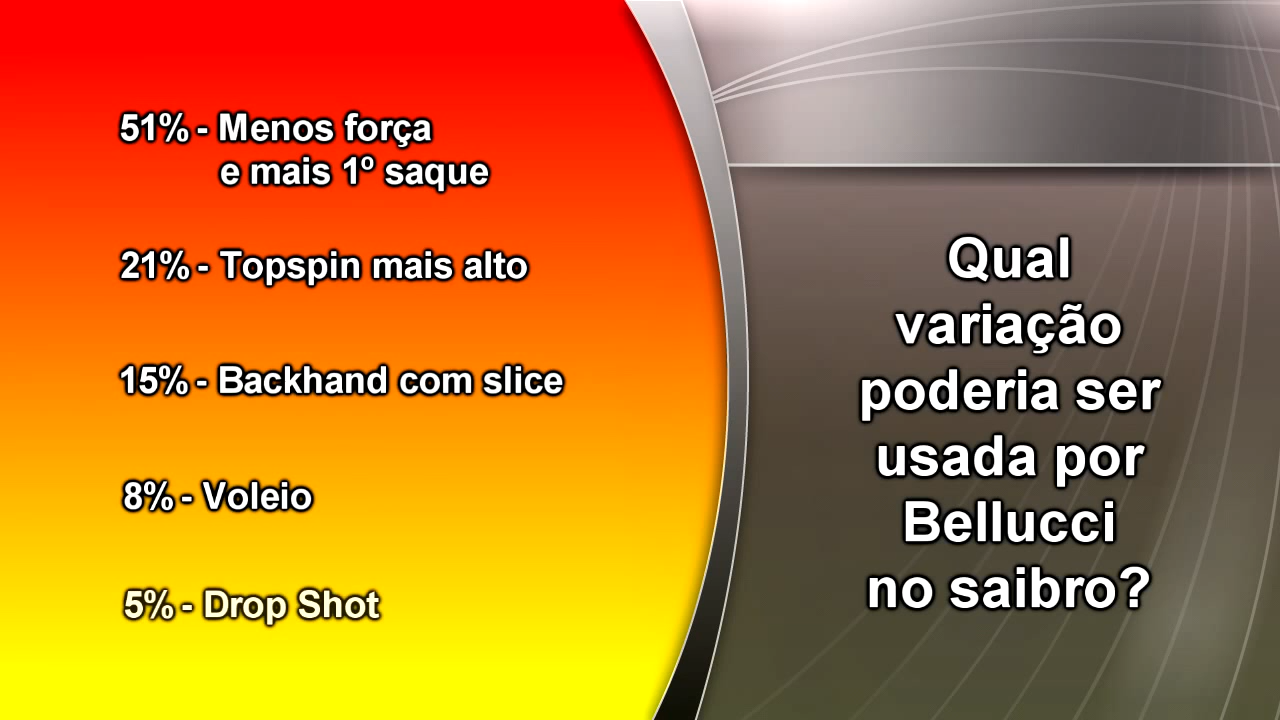 51% - Menos força
e mais 1º saque
21% - Topspin mais alto
15% - Backhand com slice
8% - Voleio
5% - Drop Shot
Qual
variação
poderia ser
usada por
Bellucci
no saibro?